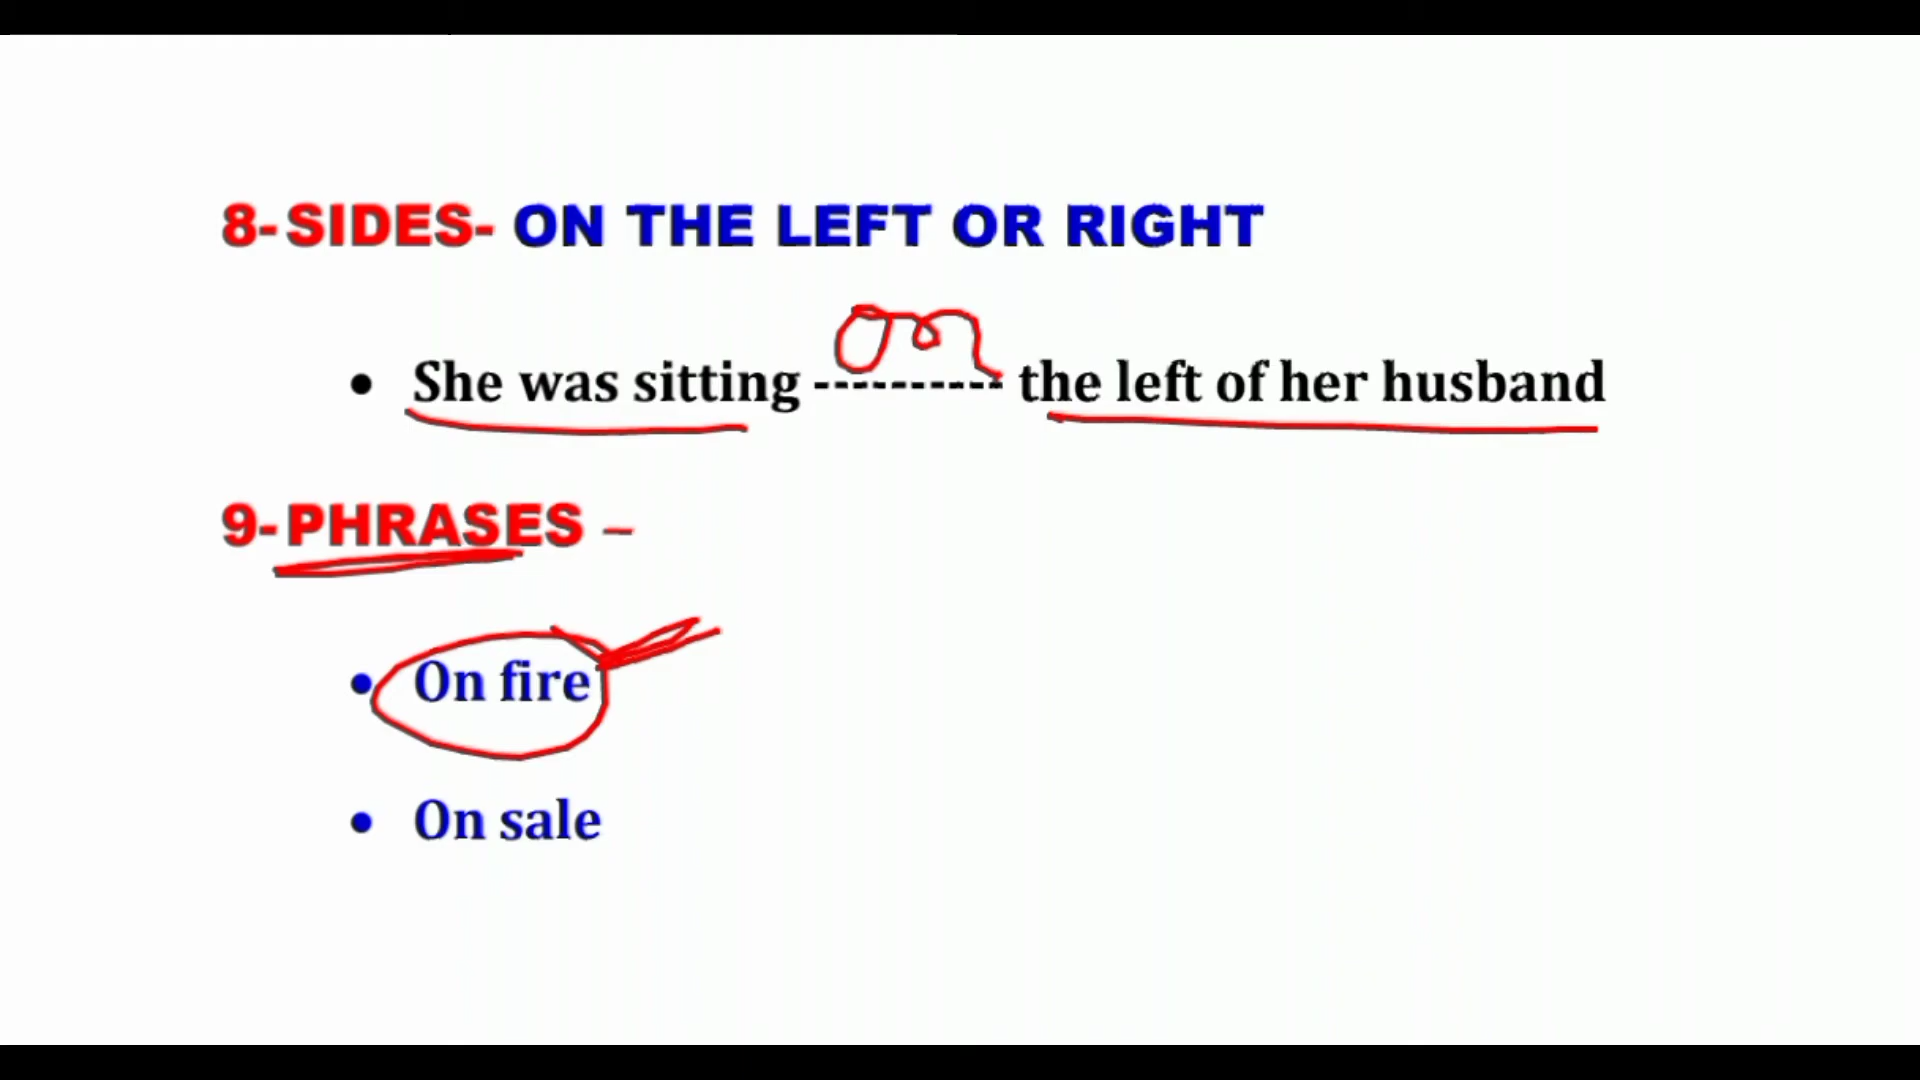 8- SIDES- ON THE LEFT OR RIGHT
on
• She was sitting ---------- the left of her husband
9- PHRASES –
• On fire
• On sale